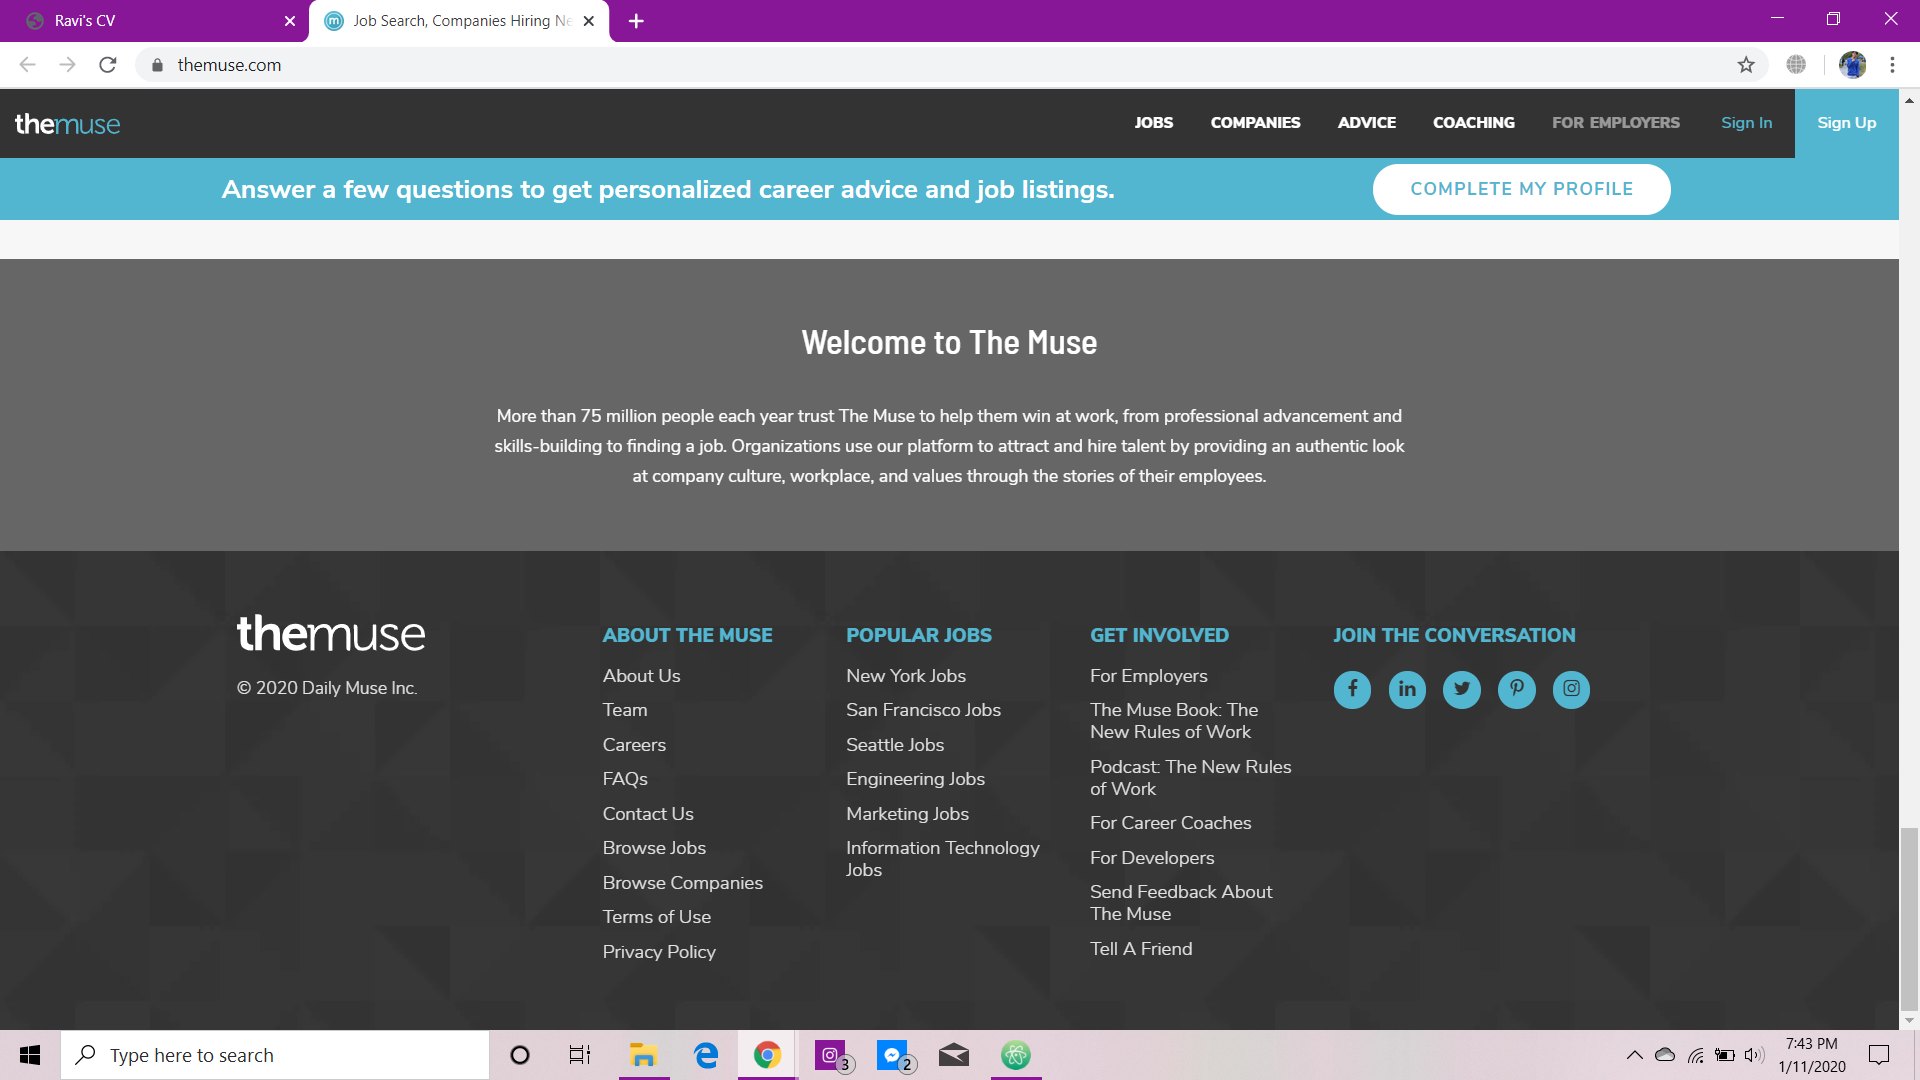 Ravi's CV
Job Search, Companies Hiring Ne
themuse.com
themuse
JOBS COMPANIES ADVICE COACHING FOR EMPLOYERS Sign In Sign Up
Answer a few questions to get personalized career advice and job listings.
COMPLETE MY PROFILE
Welcome to The Muse
More than 75 million people each year trust The Muse to help them win at work, from professional advancement and
skills-building to finding a job. Organizations use our platform to attract and hire talent by providing an authentic look
at company culture, workplace, and values through the stories of their employees.
themuse
© 2020 Daily Muse Inc.
ABOUT THE MUSE
About Us
Team
Careers
FAQs
Contact Us
Browse Jobs
Browse Companies
Terms of Use
Privacy Policy
POPULAR JOBS
New York Jobs
San Francisco Jobs
Seattle Jobs
Engineering Jobs
Marketing Jobs
Information Technology
Jobs
GET INVOLVED
For Employers
The Muse Book: The
New Rules of Work
Podcast: The New Rules
of Work
For Career Coaches
For Developers
Send Feedback About
The Muse
Tell A Friend
JOIN THE CONVERSATION
Type here to search
3
2
7:43 PM
1/11/2020